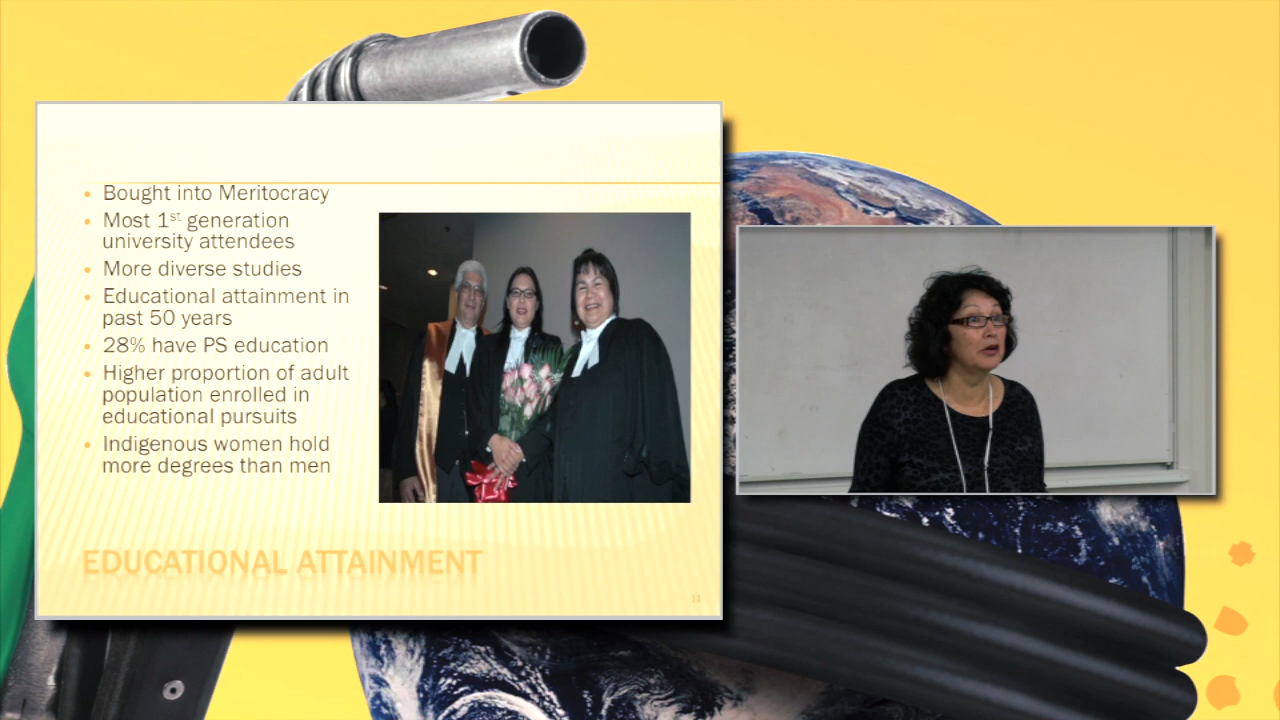 Bought into Meritocracy
Most 1st generation
university attendees
More diverse studies
Educational attainment in
past 50 years
28% have PS education
Higher proportion of adult
population enrolled in
educational pursuits
Indigenous women hold
more degrees than men
EDUCATIONAL ATTAINMENT
11